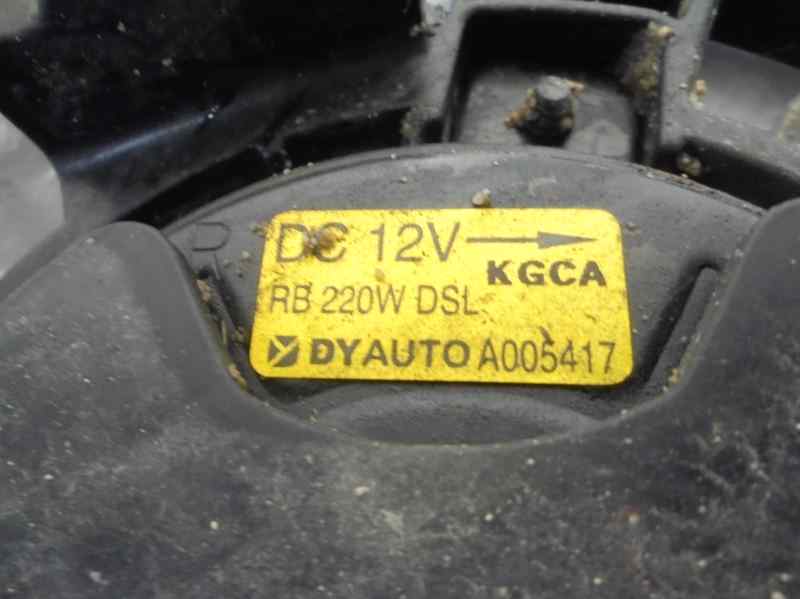 DC 12V
KGCA
RB 220W DSL
DYAUTO A005417